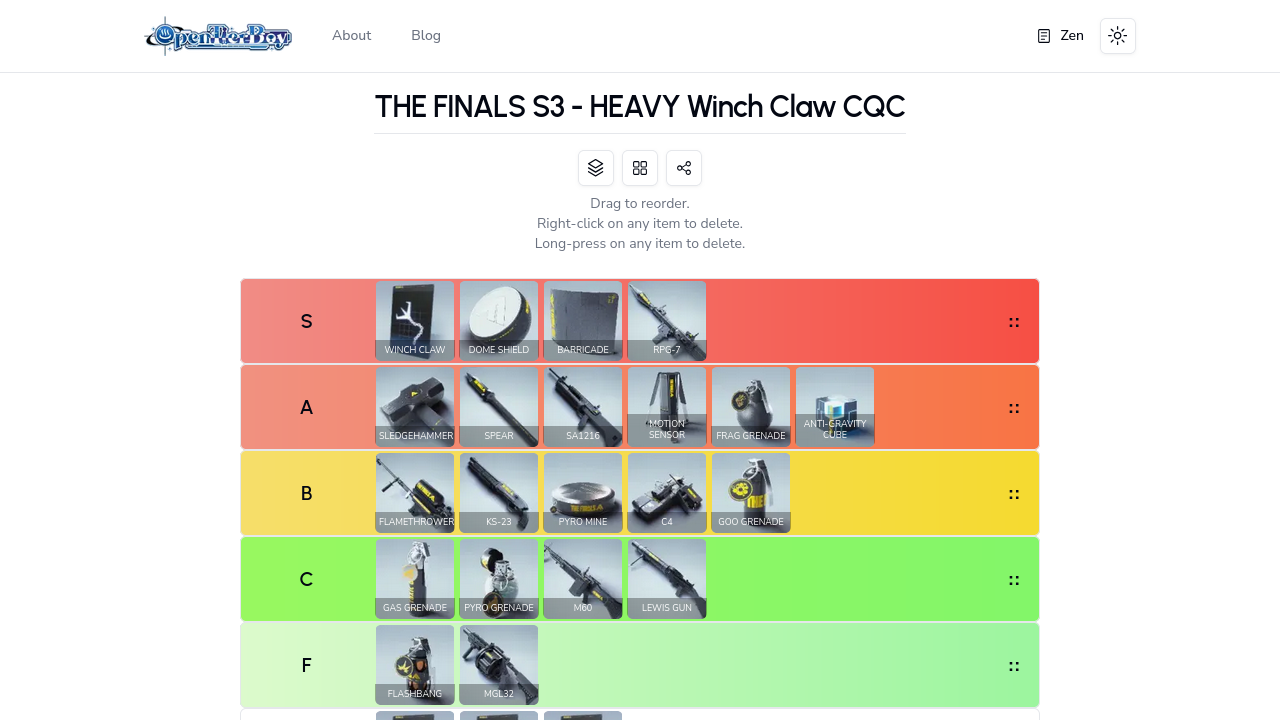 OpenTierBoy
About
Blog
Zen
THE FINALS S3 - HEAVY Winch Claw CQC
Drag to reorder.
Right-click on any item to delete.
Long-press on any item to delete.
S
WINCH CLAW
DOME SHIELD
BARRICADE
RPG-7
::
A
SLEDGEHAMMER
SPEAR
SA1216
MOTION
SENSOR
FRAG GRENADE
ANTI-GRAVITY
CUBE
::
B
FLAMETHROWER
KS-23
PYRO MINE
C4
GOO GRENADE
::
C
GAS GRENADE
PYRO GRENADE
M60
LEWIS GUN
::
F
FLASHBANG
MGL32
::